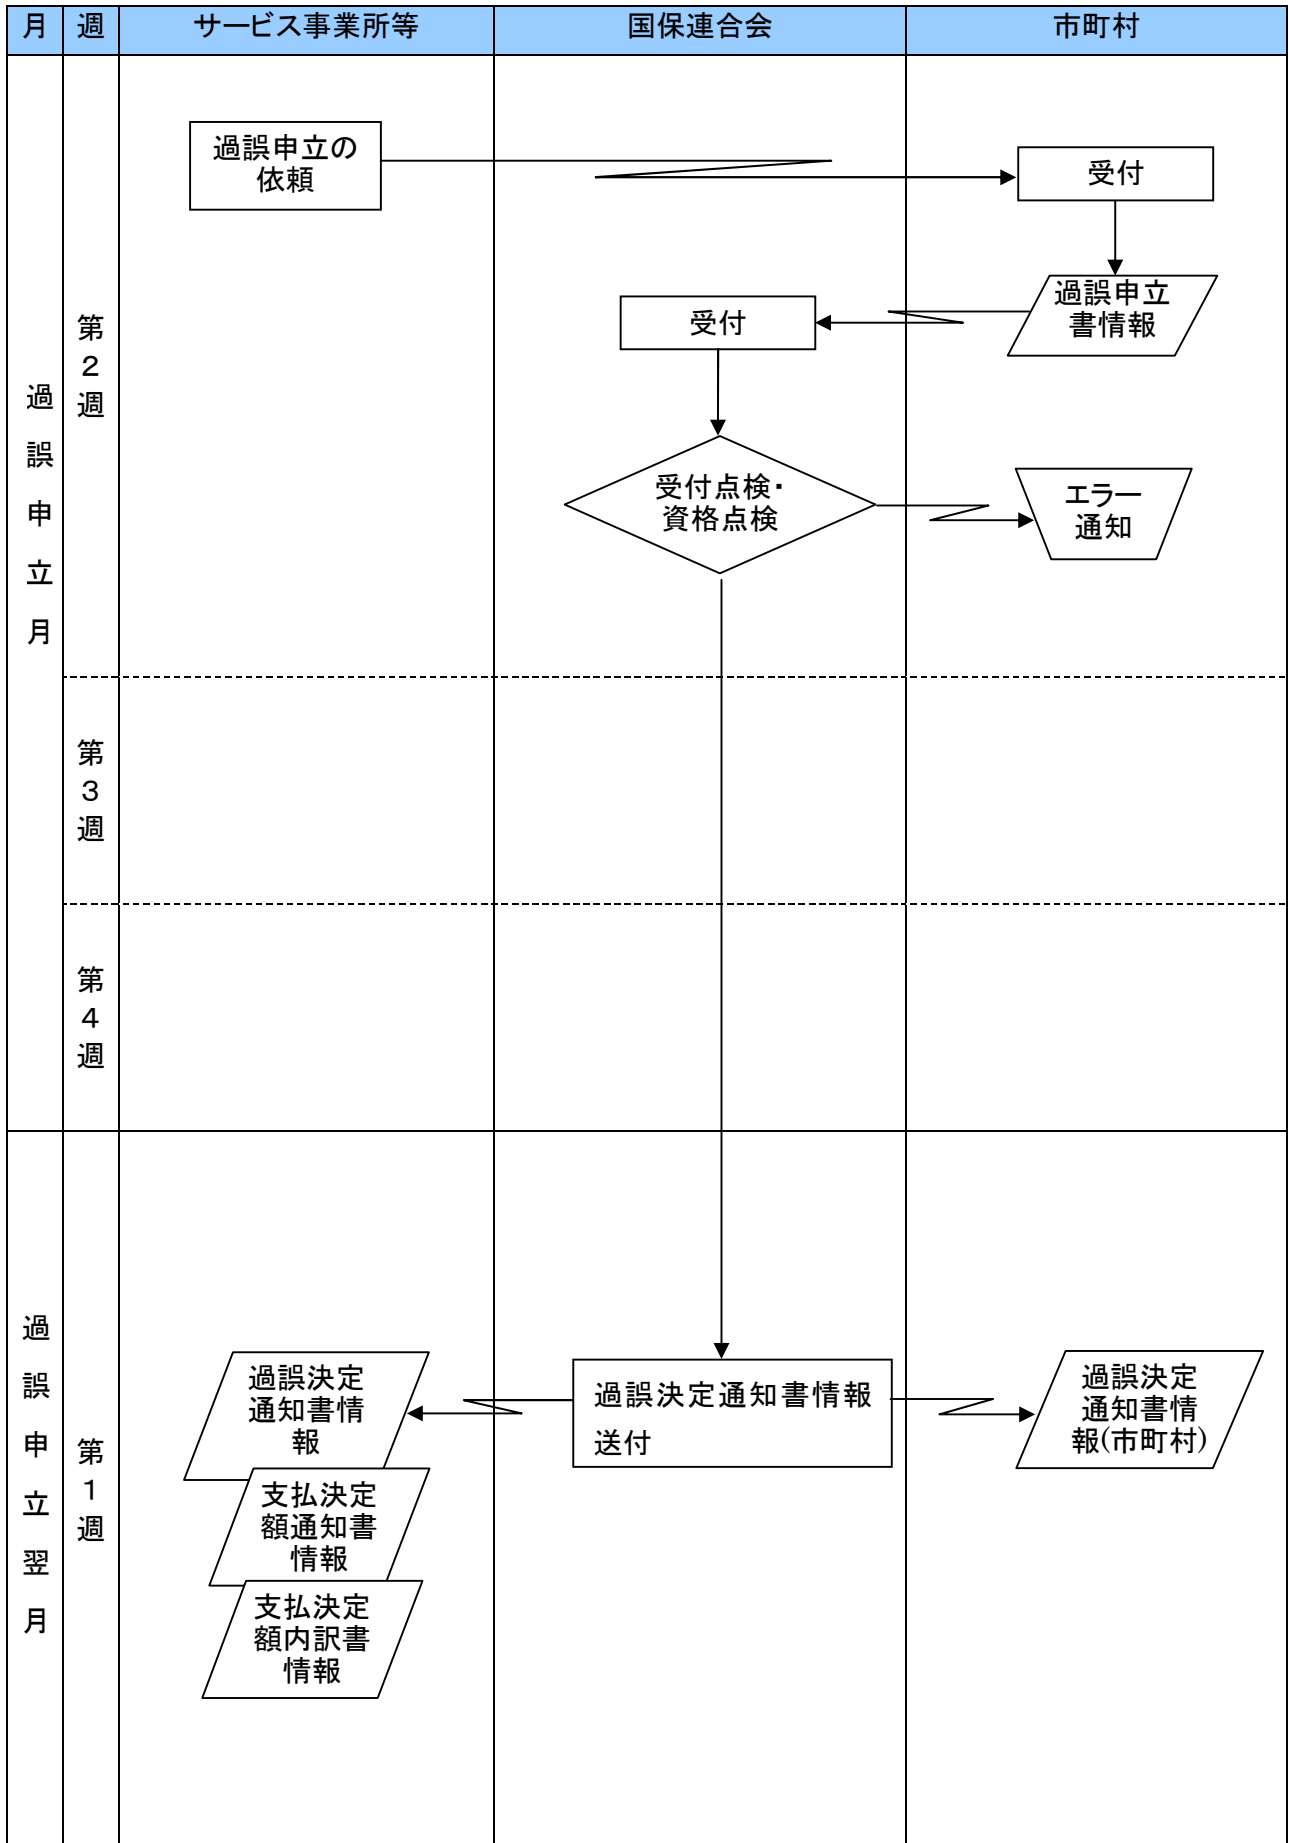 月 週 サービス事業所等 国保連合会 市町村
過誤申立月
第2週
過誤申立の
依頼
受付
過誤申立
書情報
受付
受付点検・
資格点検
エラー
通知
第3週
第4週
過誤申立翌月
第1週
過誤決定
通知書情
報
支払決定
額通知書
情報
支払決定
額内訳書
情報
過誤決定通知書情報
送付
過誤決定
通知書情
報(市町村)